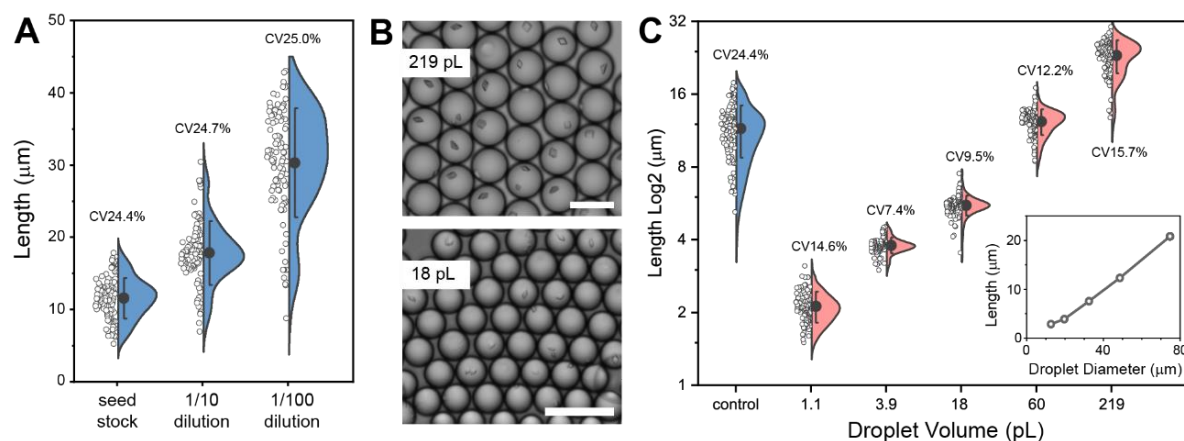 A
50
40
30
20
10
0
Length (μm)
CV24.4%
CV24.7%
CV25.0%
seed
stock
1/10
dilution
1/100
dilution
B
219 pL
18 pL
C
32
16
8
4
2
1
Length Log2 (μm)
CV24.4%
CV14.6%
CV7.4%
CV9.5%
CV12.2%
CV15.7%
20
10
0
Length (μm)
0 40 80
Droplet Diameter (μm)
control 1.1 3.9 18 60 219
Droplet Volume (pL)